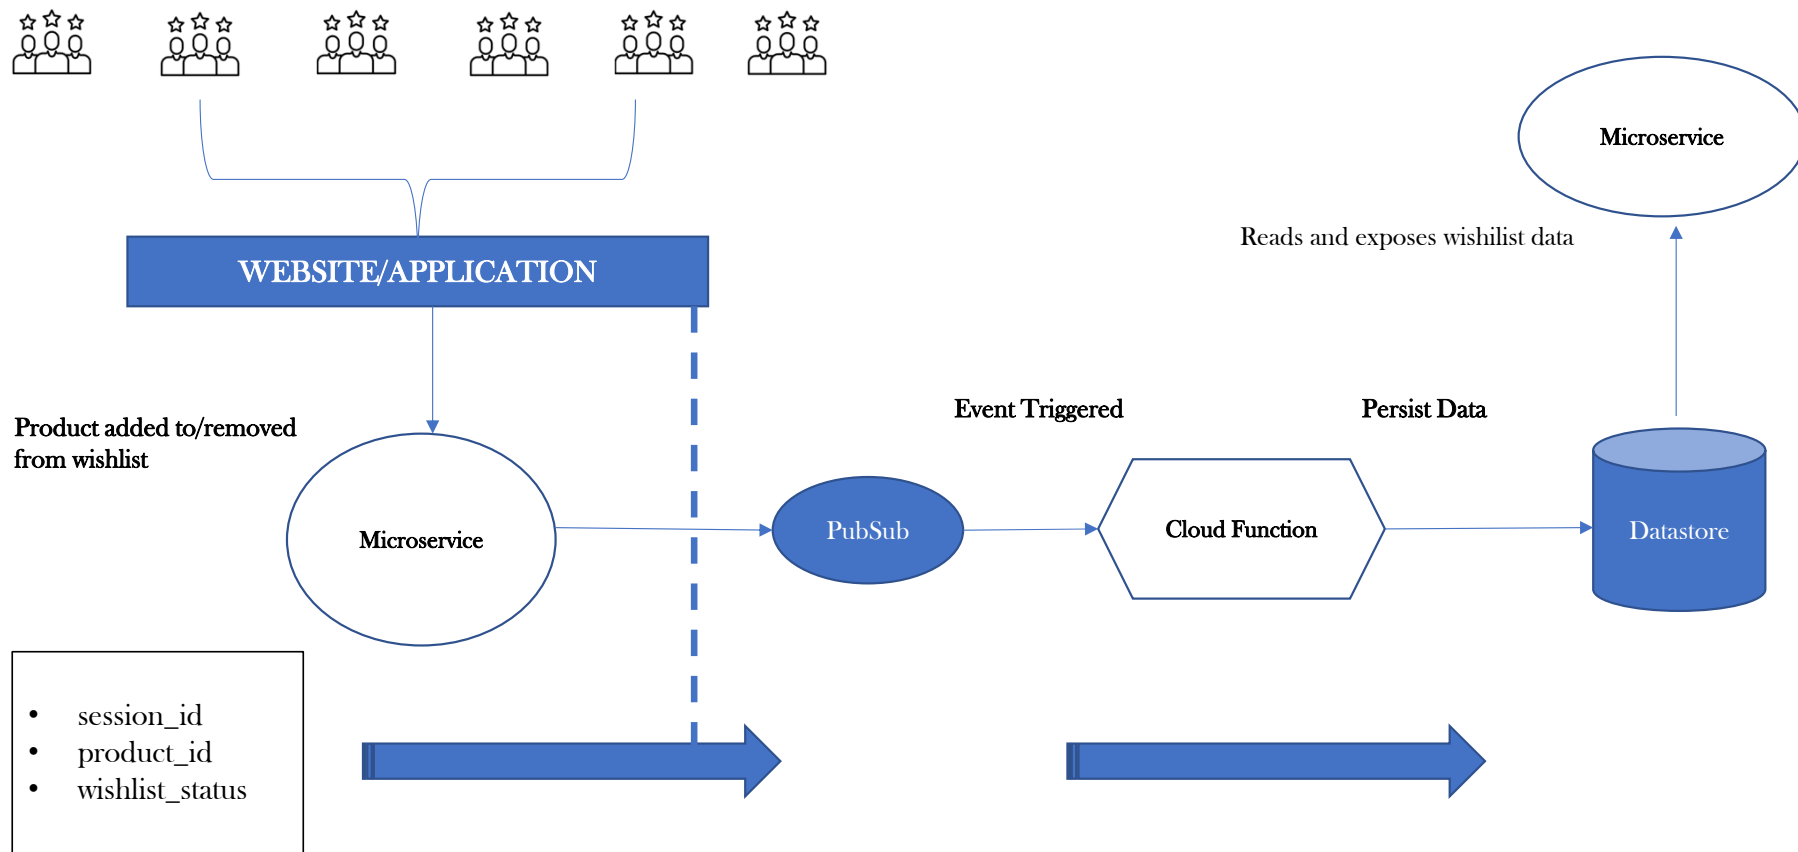 Microservice
Reads and exposes wishilist data
WEBSITE/APPLICATION
Product added to/removed
from wishlist
Event Triggered
Persist Data
Microservice
PubSub
Cloud Function
Datastore
• session_id
• product_id
• wishlist_status